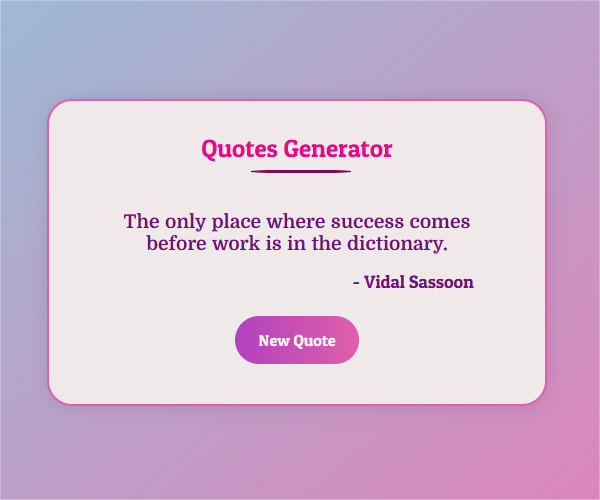 Quotes Generator
The only place where success comes
before work is in the dictionary.
- Vidal Sassoon
New Quote